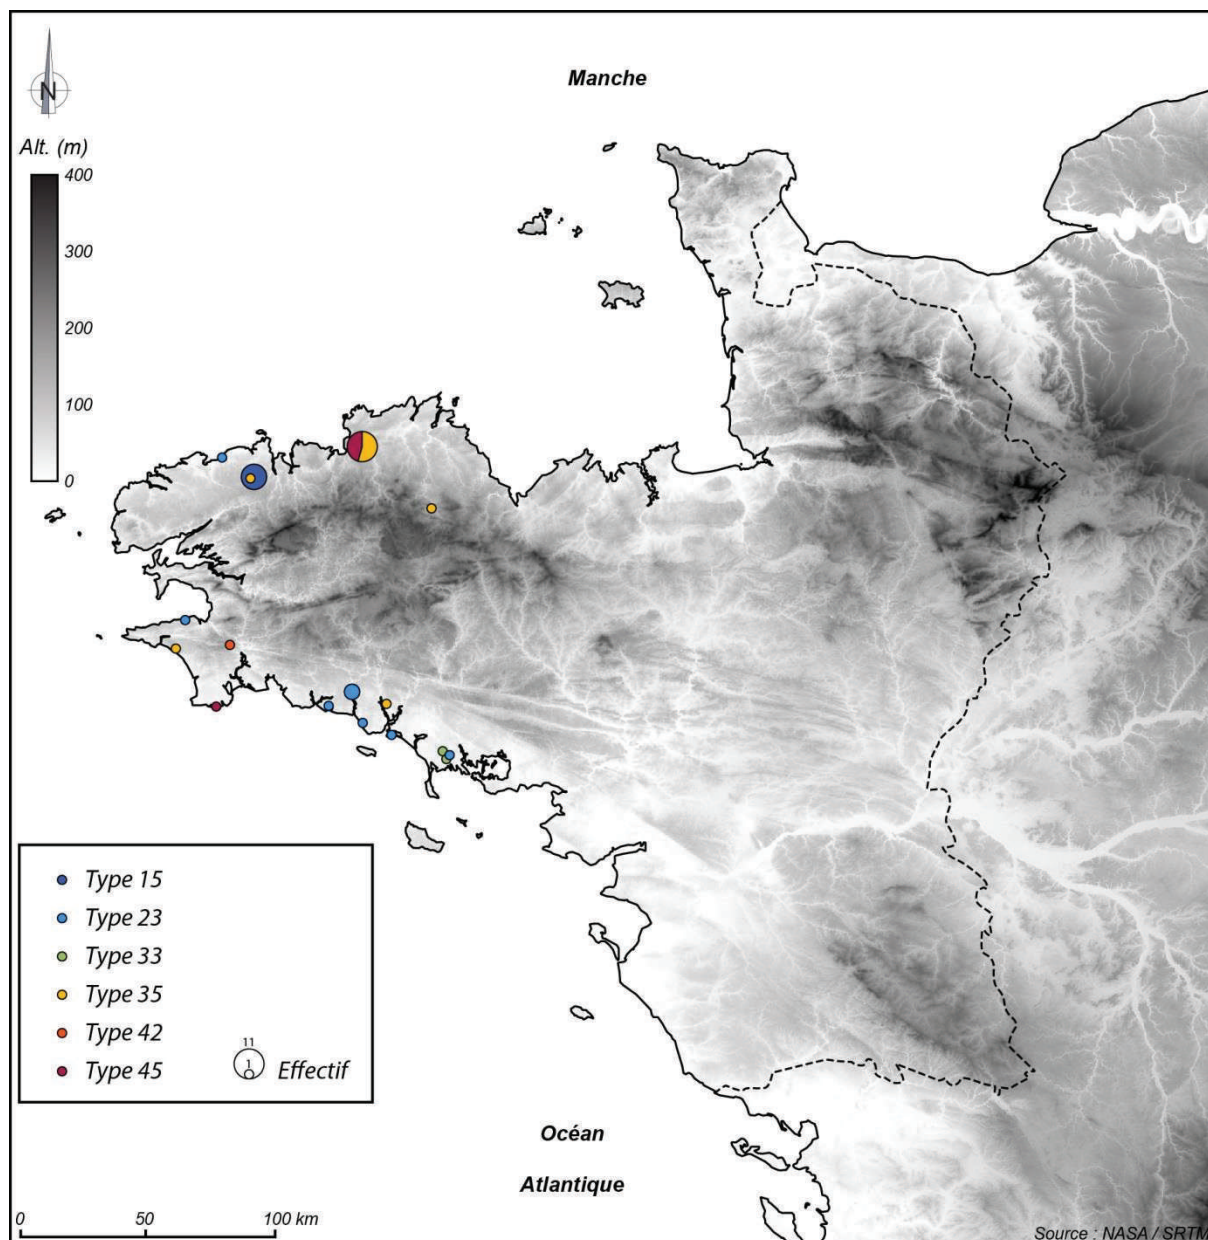 Manche
N
Alt. (m)
400
300
200
100
0
Type 15
Type 23
Type 33
Type 35
Type 42
Type 45
11
1
Effectif
Océan
Atlantique
0
50
100 km
Source : NASA / SRTM